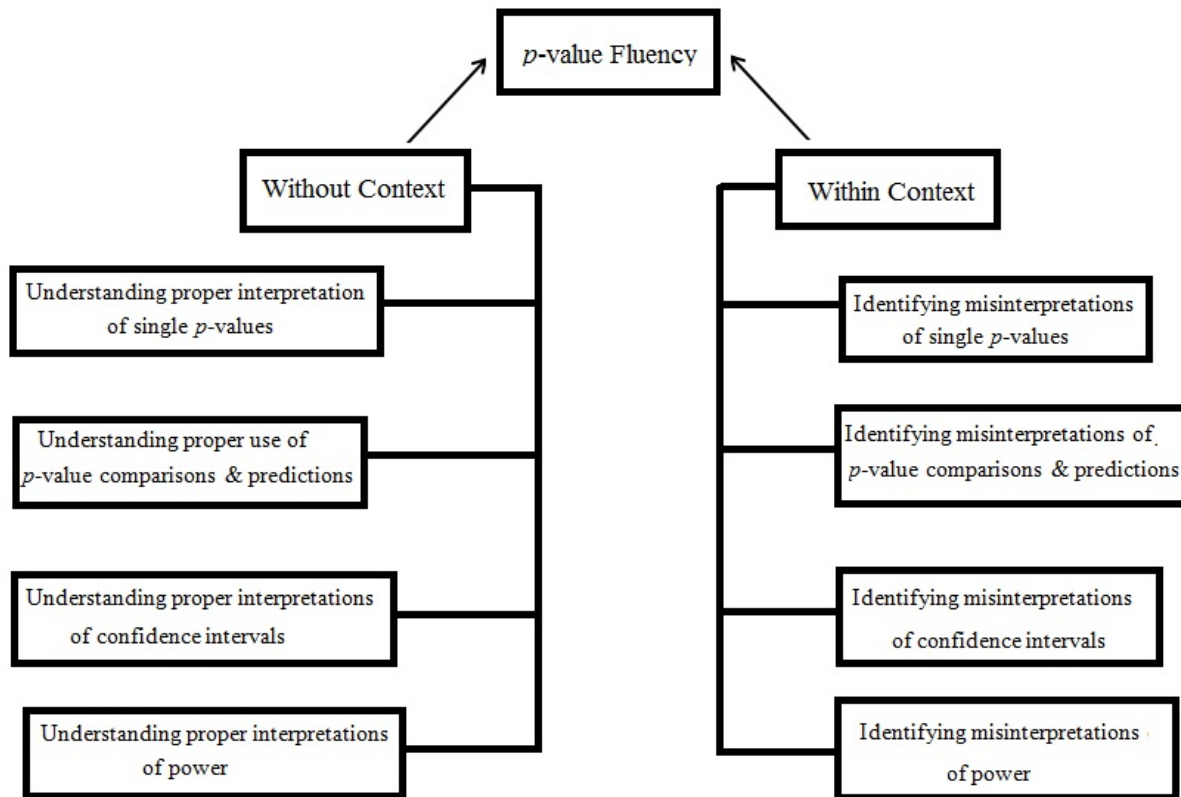 p-value Fluency
Without Context
Understanding proper interpretation
of single p-values
Understanding proper use of
p-value comparisons & predictions
Understanding proper interpretations
of confidence intervals
Understanding proper interpretations
of power
Within Context
Identifying misinterpretations
of single p-values
Identifying misinterpretations of
p-value comparisons & predictions
Identifying misinterpretations
of confidence intervals
Identifying misinterpretations
of power